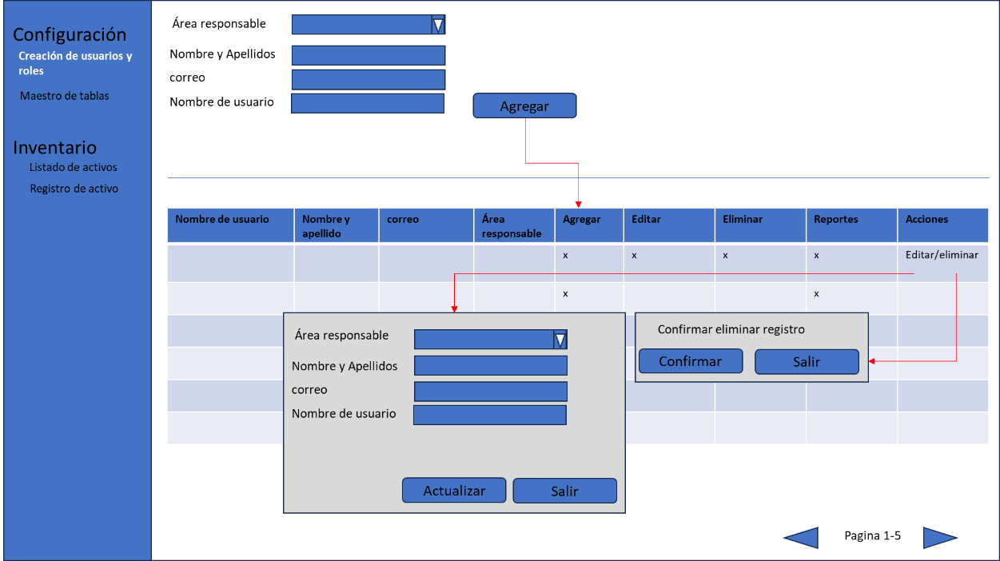 Configuración
Creación de usuarios y
roles
Maestro de tablas
Inventario
Listado de activos
Registro de activo
Área responsable
Nombre y Apellidos
correo
Nombre de usuario
Agregar
Nombre de usuario
Nombre y
apellido
correo
Área
responsable
Agregar
Editar
Eliminar
Reportes
Acciones
x
x
x
x
Editar/eliminar
x
x
Área responsable
Nombre y Apellidos
correo
Nombre de usuario
Actualizar
Salir
Confirmar eliminar registro
Confirmar
Salir
Pagina 1-5